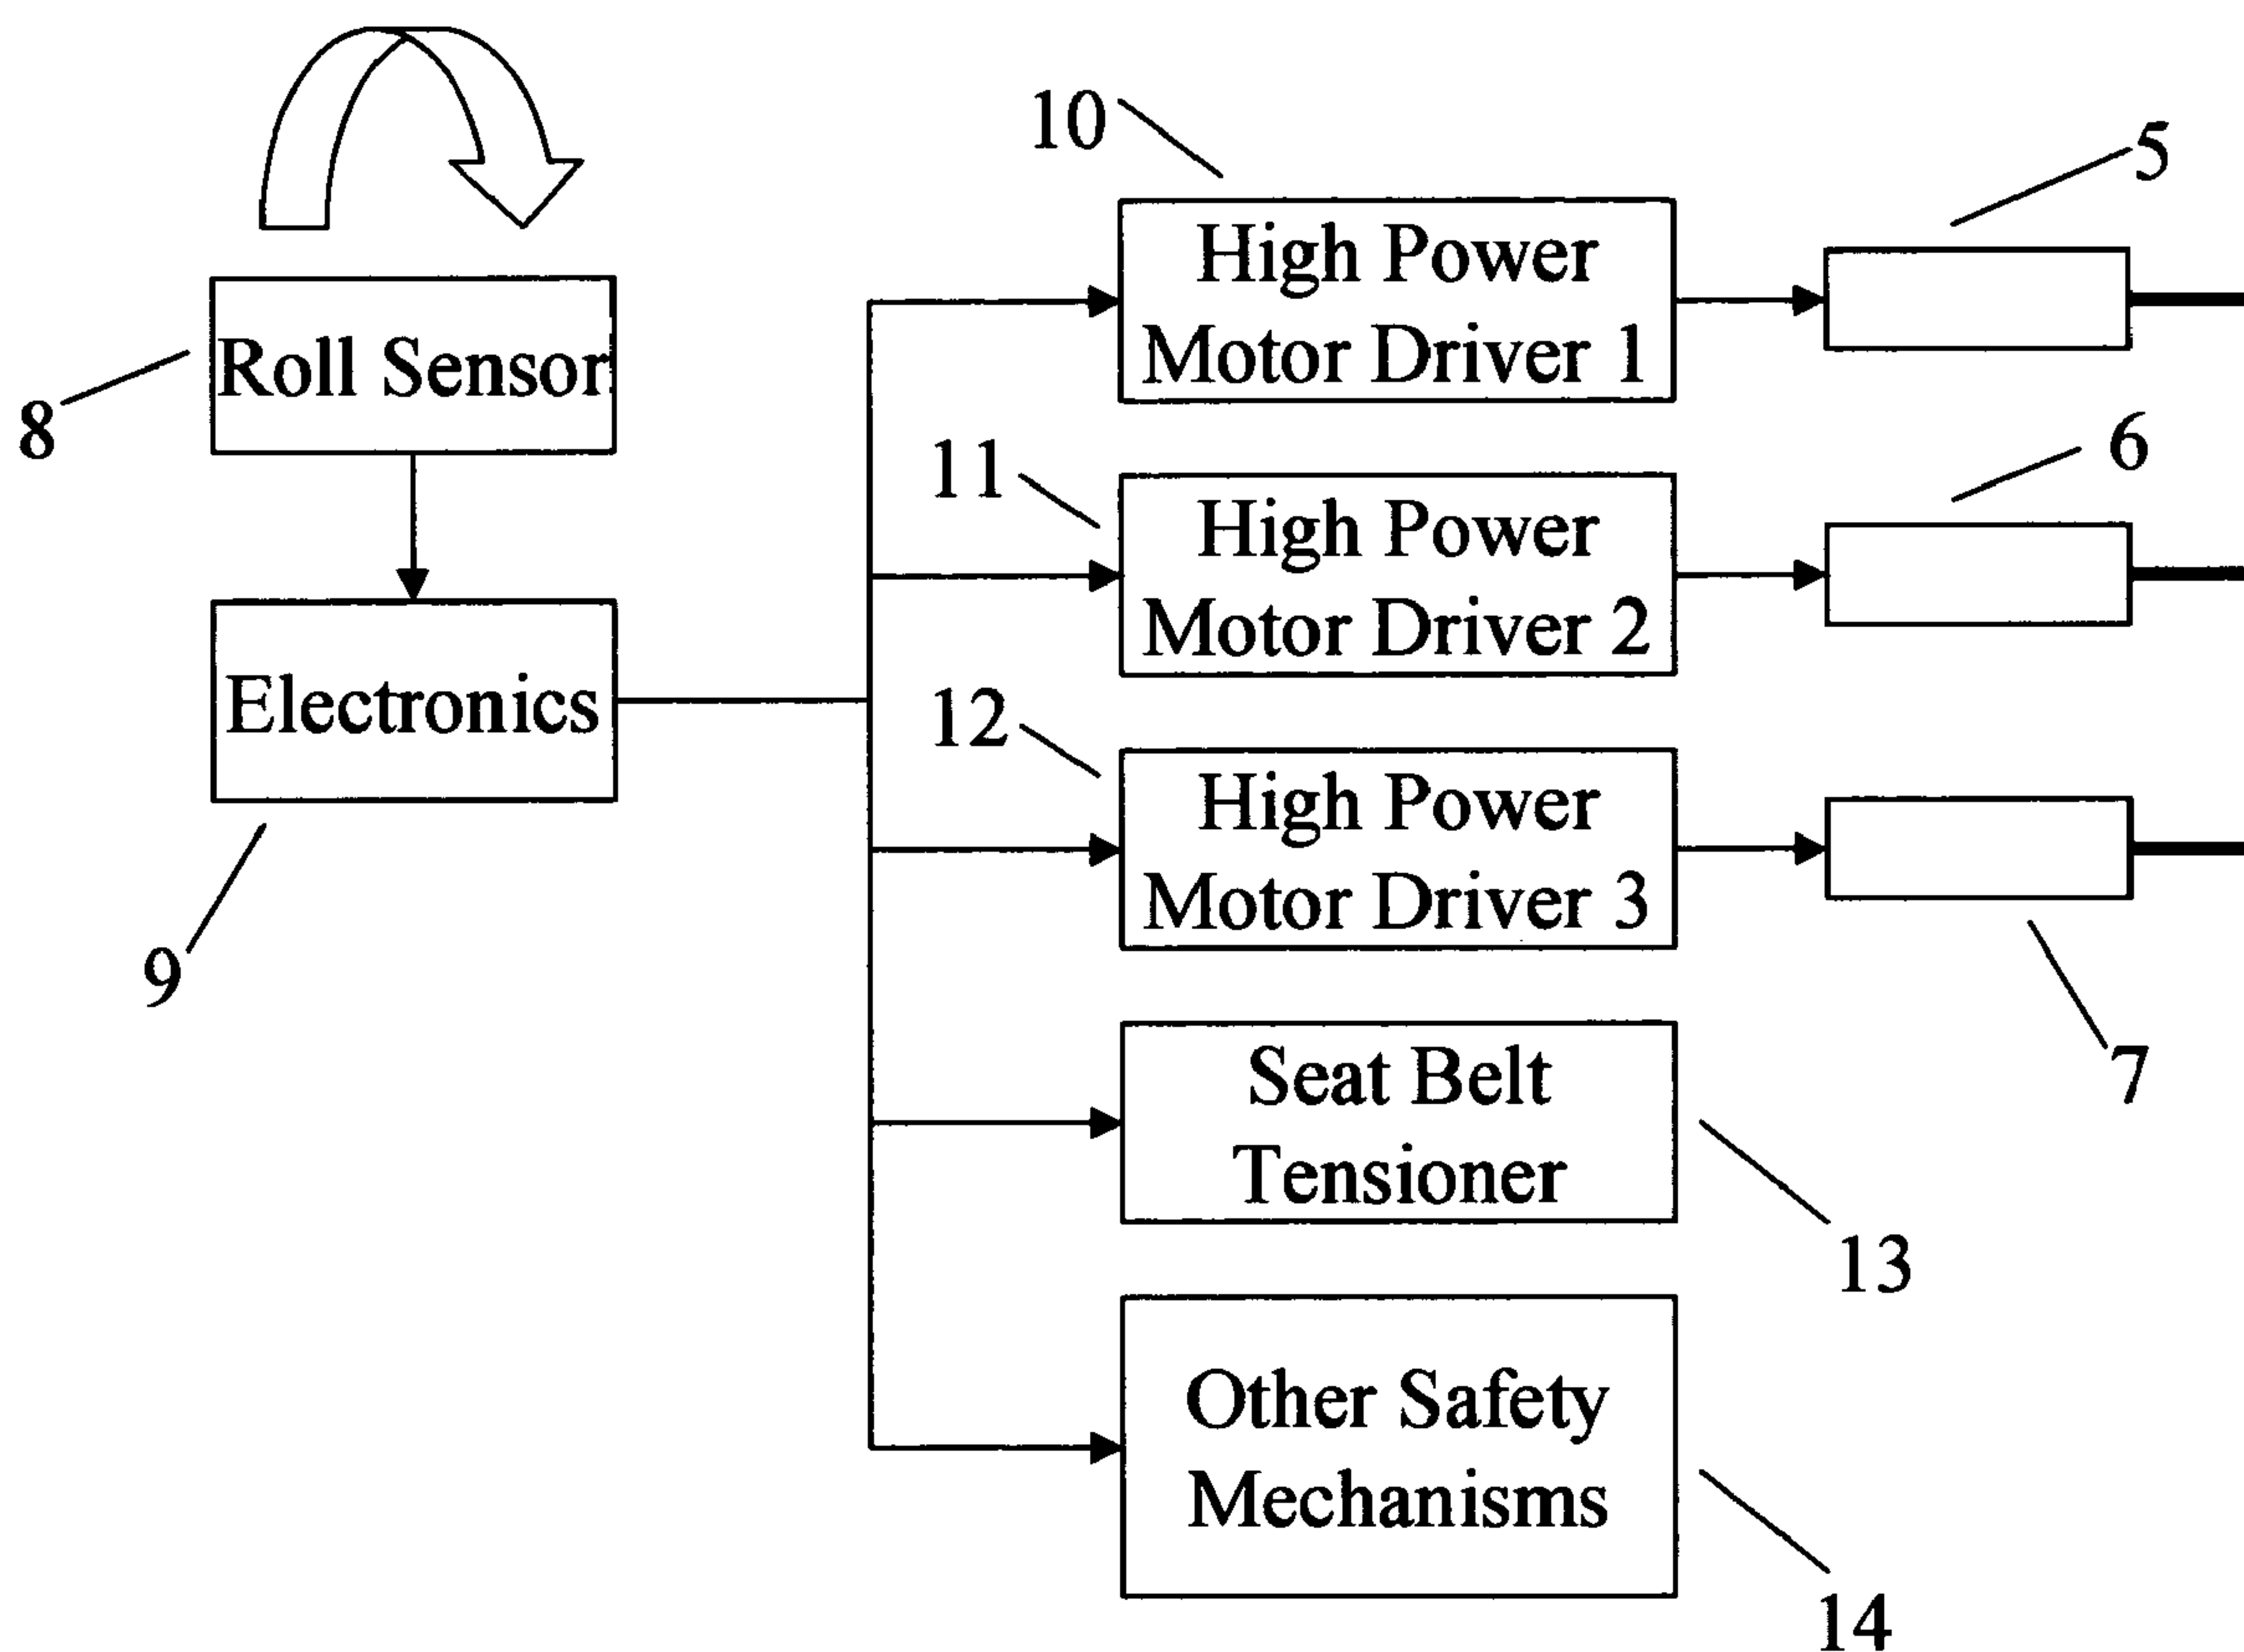 10
5
High Power
Motor Driver 1
Roll Sensor
8
11
6
High Power
Motor Driver 2
Electronics
12
High Power
Motor Driver 3
9
7
Seat Belt
Tensioner
13
Other Safety
Mechanisms
14